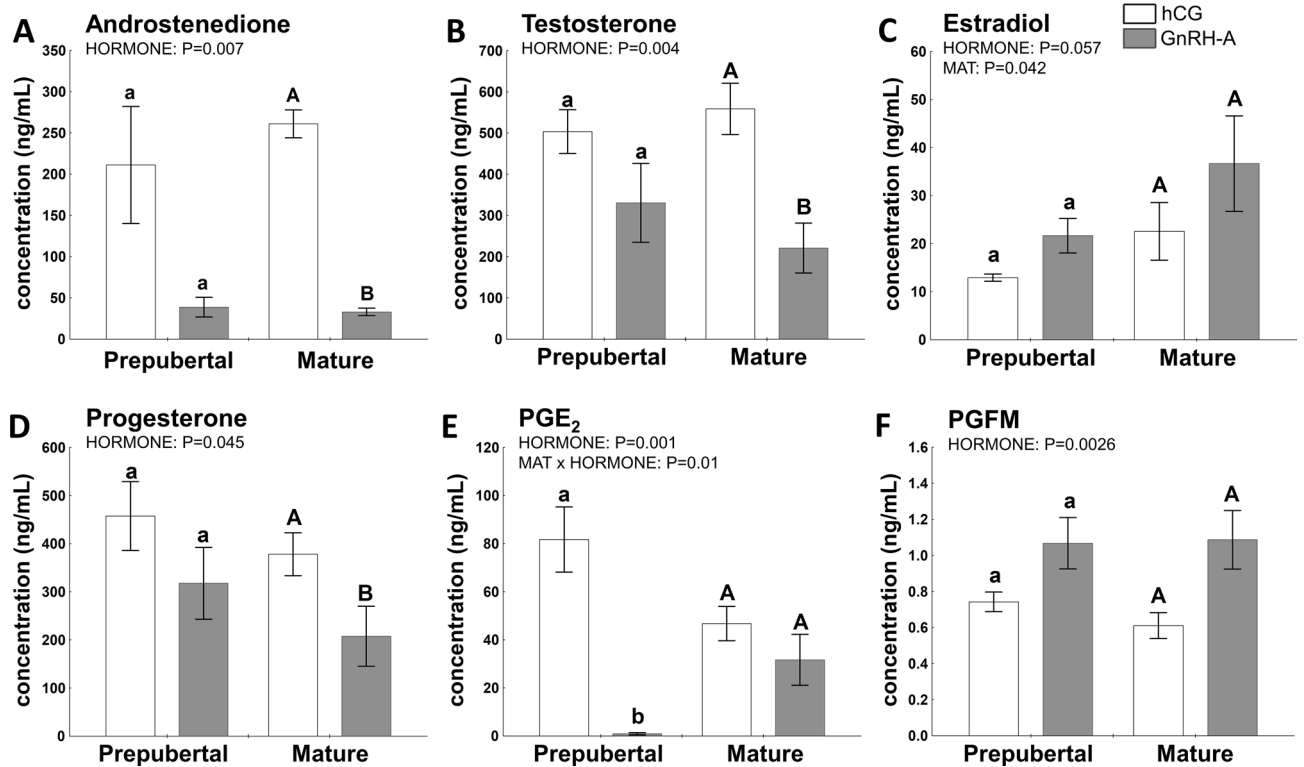 A
Androstenedione
HORMONE: P=0.007
concentration (ng/mL)
350
300
250
200
150
100
50
0
a
a
A
B
Prepubertal
Mature
B
Testosterone
HORMONE: P=0.004
concentration (ng/mL)
700
600
500
400
300
200
100
000
a
a
A
B
Prepubertal
Mature
C
Estradiol
HORMONE: P=0.057
MAT: P=0.042
hCG
GnRH-A
concentration (ng/mL)
60
50
40
30
20
10
0
a
a
A
A
Prepubertal
Mature
D
Progesterone
HORMONE: P=0.045
concentration (ng/mL)
600
500
400
300
200
100
000
a
a
A
B
Prepubertal
Mature
E
PGE₂
HORMONE: P=0.001
MAT x HORMONE: P=0.01
concentration (ng/mL)
120
100
80
60
40
20
0
a
b
A
A
Prepubertal
Mature
F
PGFM
HORMONE: P=0.0026
concentration (ng/mL)
1.6
1.4
1.2
1.0
0.8
0.6
0.4
0.2
0.0
a
a
A
A
Prepubertal
Mature